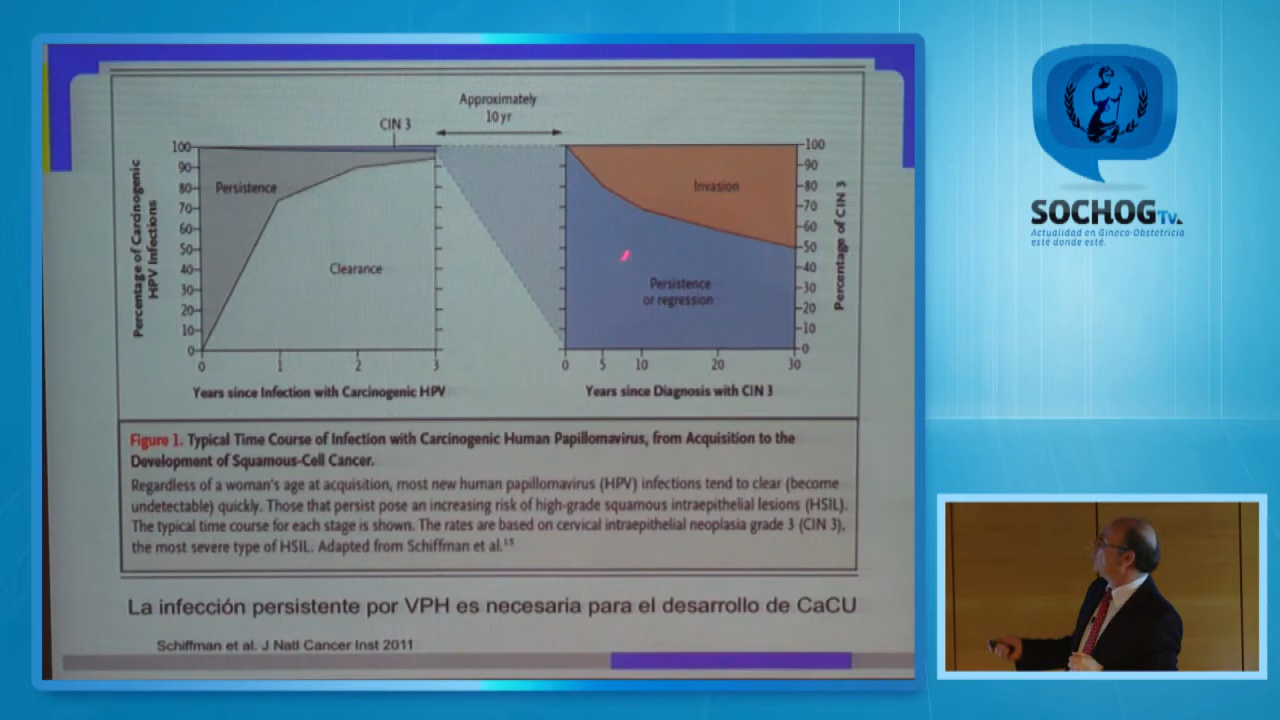 Approximately
10 yr
CIN 3
Percentage of Carcinogenic
HPV Infections
100
90
80
70
60
50
40
30
20
10
0
Persistence
Clearance
0 1 2 3
Years since Infection with Carcinogenic HPV
Invasion
Persistence
or regression
100
90
80
70
60
50
40
30
20
10
0
Percentage of CIN 3
0 5 10 20 30
Years since Diagnosis with CIN 3
Figure 1. Typical Time Course of Infection with Carcinogenic Human Papillomavirus, from Acquisition to the
Development of Squamous-Cell Cancer.
Regardless of a woman's age at acquisition, most new human papillomavirus (HPV) infections tend to clear (become
undetectable) quickly. Those that persist pose an increasing risk of high-grade squamous intraepithelial lesions (HSIL).
The typical time course for each stage is shown. The rates are based on cervical intraepithelial neoplasia grade 3 (CIN 3),
the most severe type of HSIL. Adapted from Schiffman et al.¹⁵
La infección persistente por VPH es necesaria para el desarrollo de CaCU
Schiffman et al. J Natl Cancer Inst 2011
SOCHOG Tv.
Actualidad en Gineco-Obstetricia
esté donde esté.